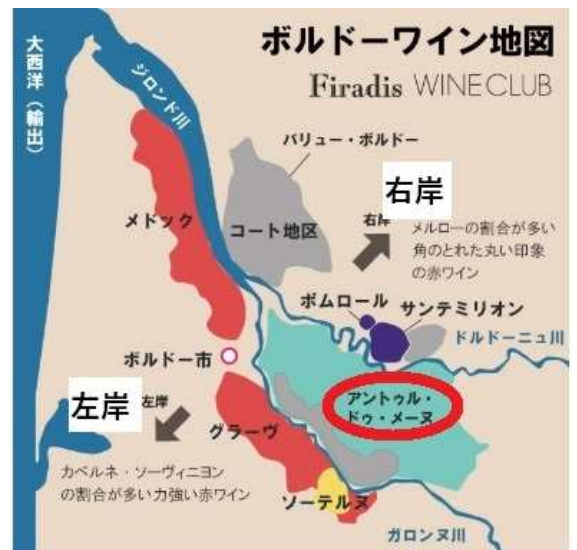 ボルドーワイン地図
Firadis WINE CLUB
大西洋（輸出）
ジロンド川
バリュー・ボルドー
右岸
右岸
メドック
コート地区
メルローの割合が多い
角のとれた丸い印象
の赤ワイン
ポムロール
サンテミリオン
ドルドーニュ川
ボルドー市
アントゥル・
ドゥ・メーヌ
左岸
左岸
グラーヴ
カベルネ・ソーヴィニヨン
の割合が多い力強い赤ワイン
ソーテルヌ
ガロンヌ川